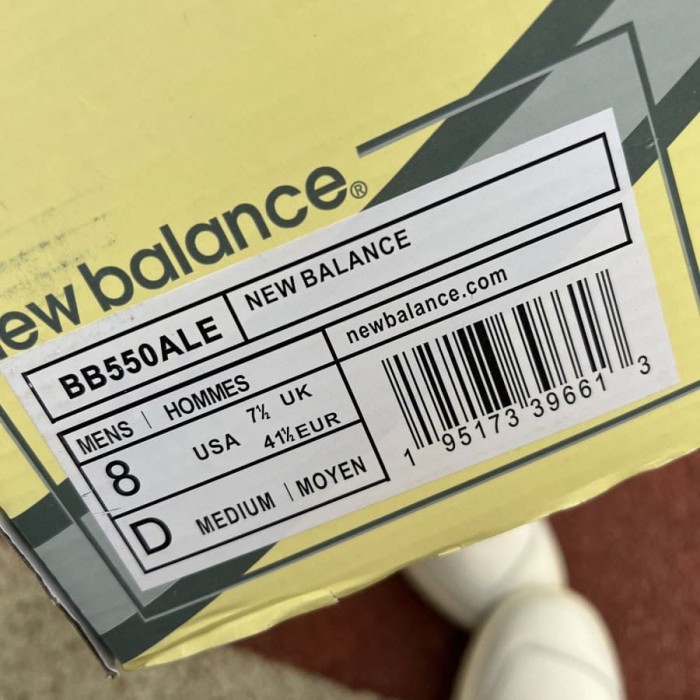 new balance®
BB550ALE
NEW BALANCE
MENS | HOMMES
newbalance.com
8 USA 7½ UK
41½ EUR
D MEDIUM | MOYEN
1 95173 39661 3